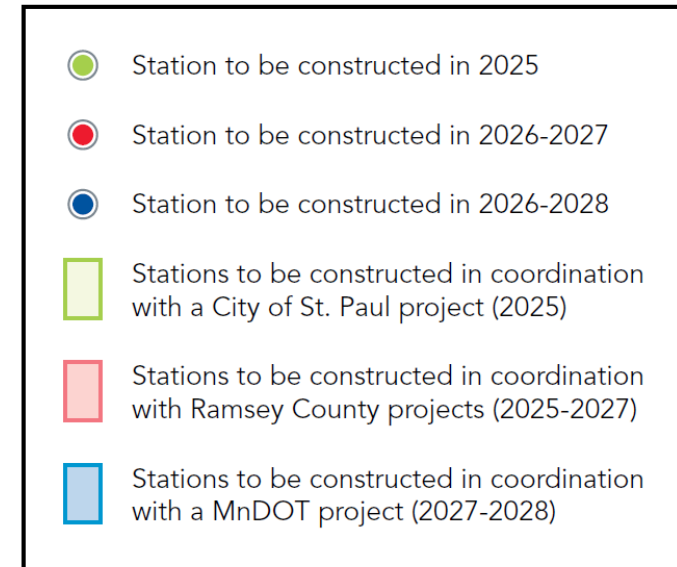 Station to be constructed in 2025
Station to be constructed in 2026-2027
Station to be constructed in 2026-2028
Stations to be constructed in coordination
with a City of St. Paul project (2025)
Stations to be constructed in coordination
with Ramsey County projects (2025-2027)
Stations to be constructed in coordination
with a MnDOT project (2027-2028)